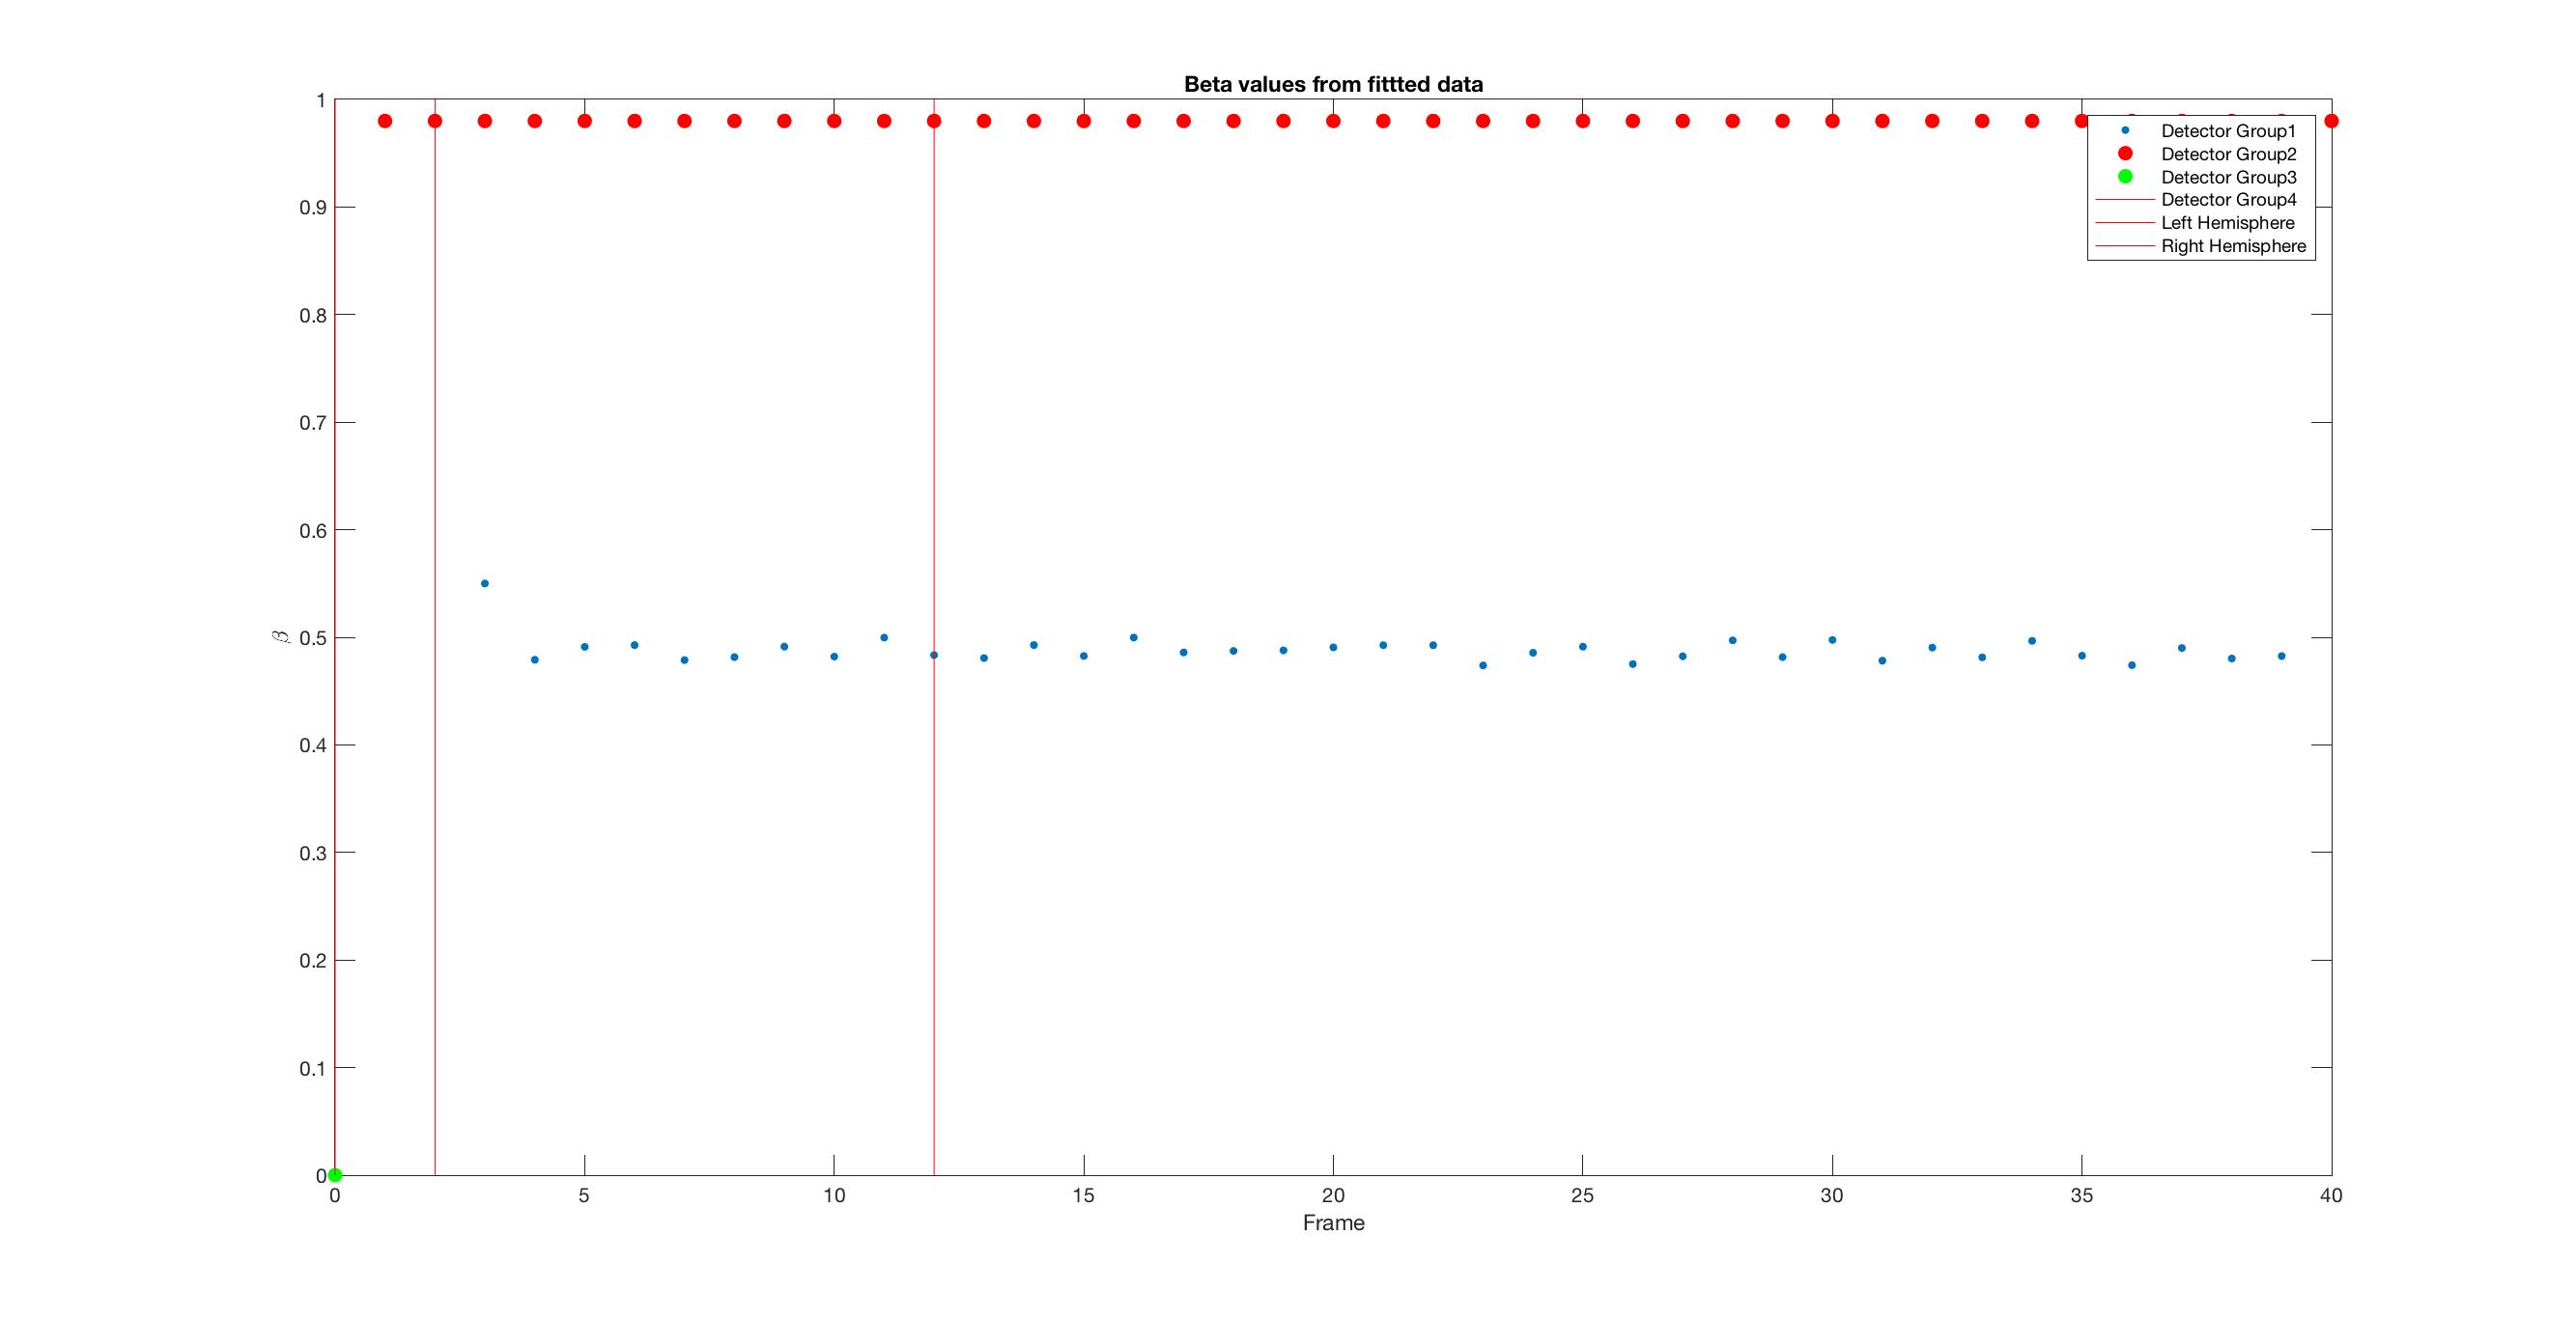 Beta values from fittted data
1
0.9
0.8
0.7
0.6
0.5
0.4
0.3
0.2
0.1
0
β
Detector Group1
Detector Group2
Detector Group3
Detector Group4
Left Hemisphere
Right Hemisphere
0 5 10 15 20 25 30 35 40
Frame